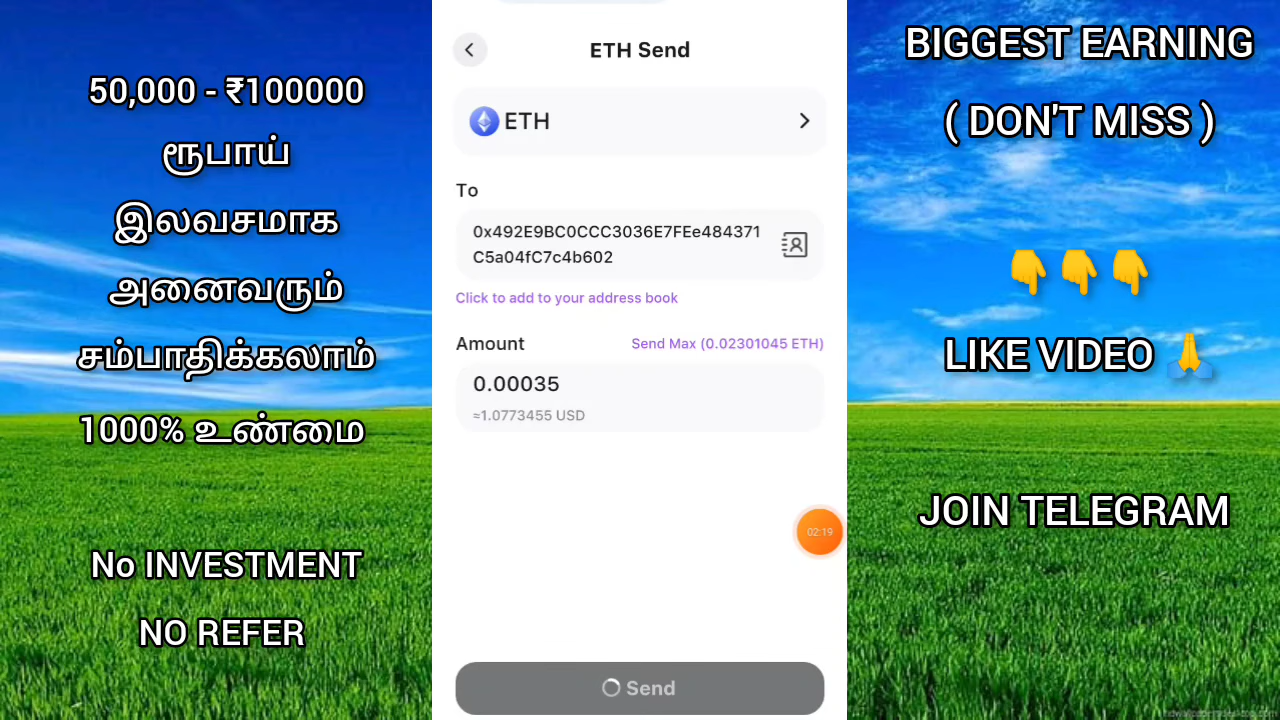 50,000 - ₹100000
ரூபாய்
இலவசமாக
அனைவரும்
சம்பாதிக்கலாம்
1000% உண்மை
No INVESTMENT
NO REFER
ETH Send
ETH
To
0x492E9BC0CCC3036E7FEe484371
C5a04fC7c4b602
Click to add to your address book
Amount
Send Max (0.02301045 ETH)
0.00035
≈1.0773455 USD
02:19
Send
BIGGEST EARNING
( DON'T MISS )
LIKE VIDEO
JOIN TELEGRAM